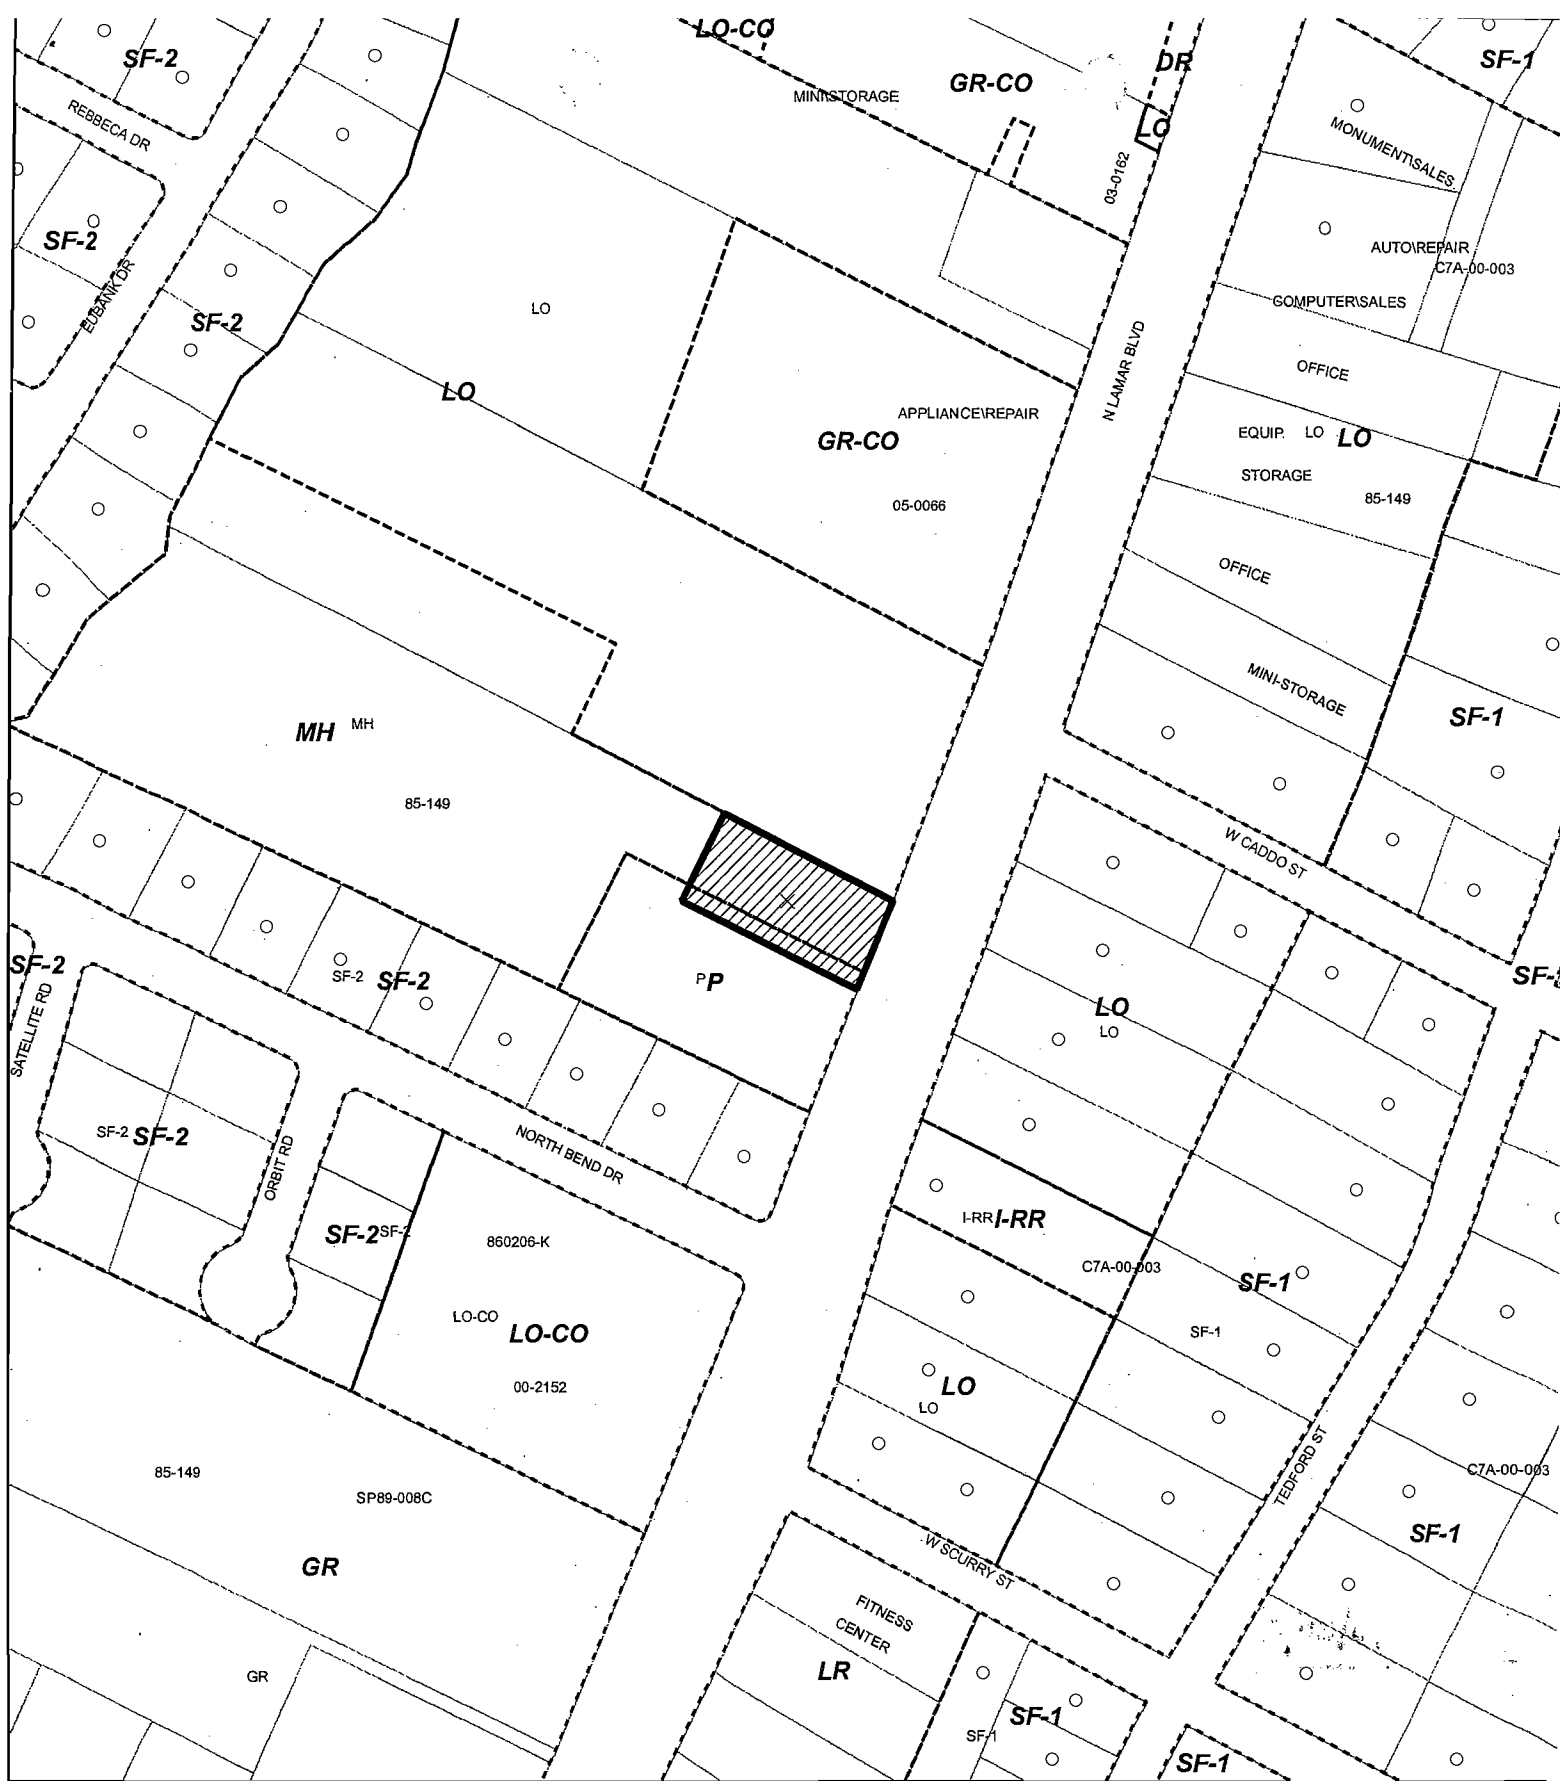 LO-CO
SF-2
DR
SF-1
GR-CO
MINI\STORAGE
REBBECA DR
LO
MONUMENT\SALES
03-0162
SF-2
AUTO\REPAIR
C7A-00-003
EUBANK DR
COMPUTER\SALES
LO
SF-2
N LAMAR BLVD
OFFICE
LO
APPLIANCE\REPAIR
GR-CO
EQUIP.
LO
LO
STORAGE
85-149
05-0066
OFFICE
MINI-STORAGE
SF-1
MH
MH
85-149
W CADDO ST
SF-2
SF-2
SF-2
P
P
LO
LO
SATELLITE RD
SF-2
SF-2
ORBIT RD
NORTH BEND DR
I-RR
I-RR
SF-2
860206-K
C7A-00-003
SF-1
LO-CO
LO-CO
SF-1
00-2152
LO
LO
TEDFORD ST
85-149
SP89-008C
C7A-00-003
SF-1
W SCURRY ST
GR
FITNESS
CENTER
LR
GR
SF-1
SF-1
SF-1